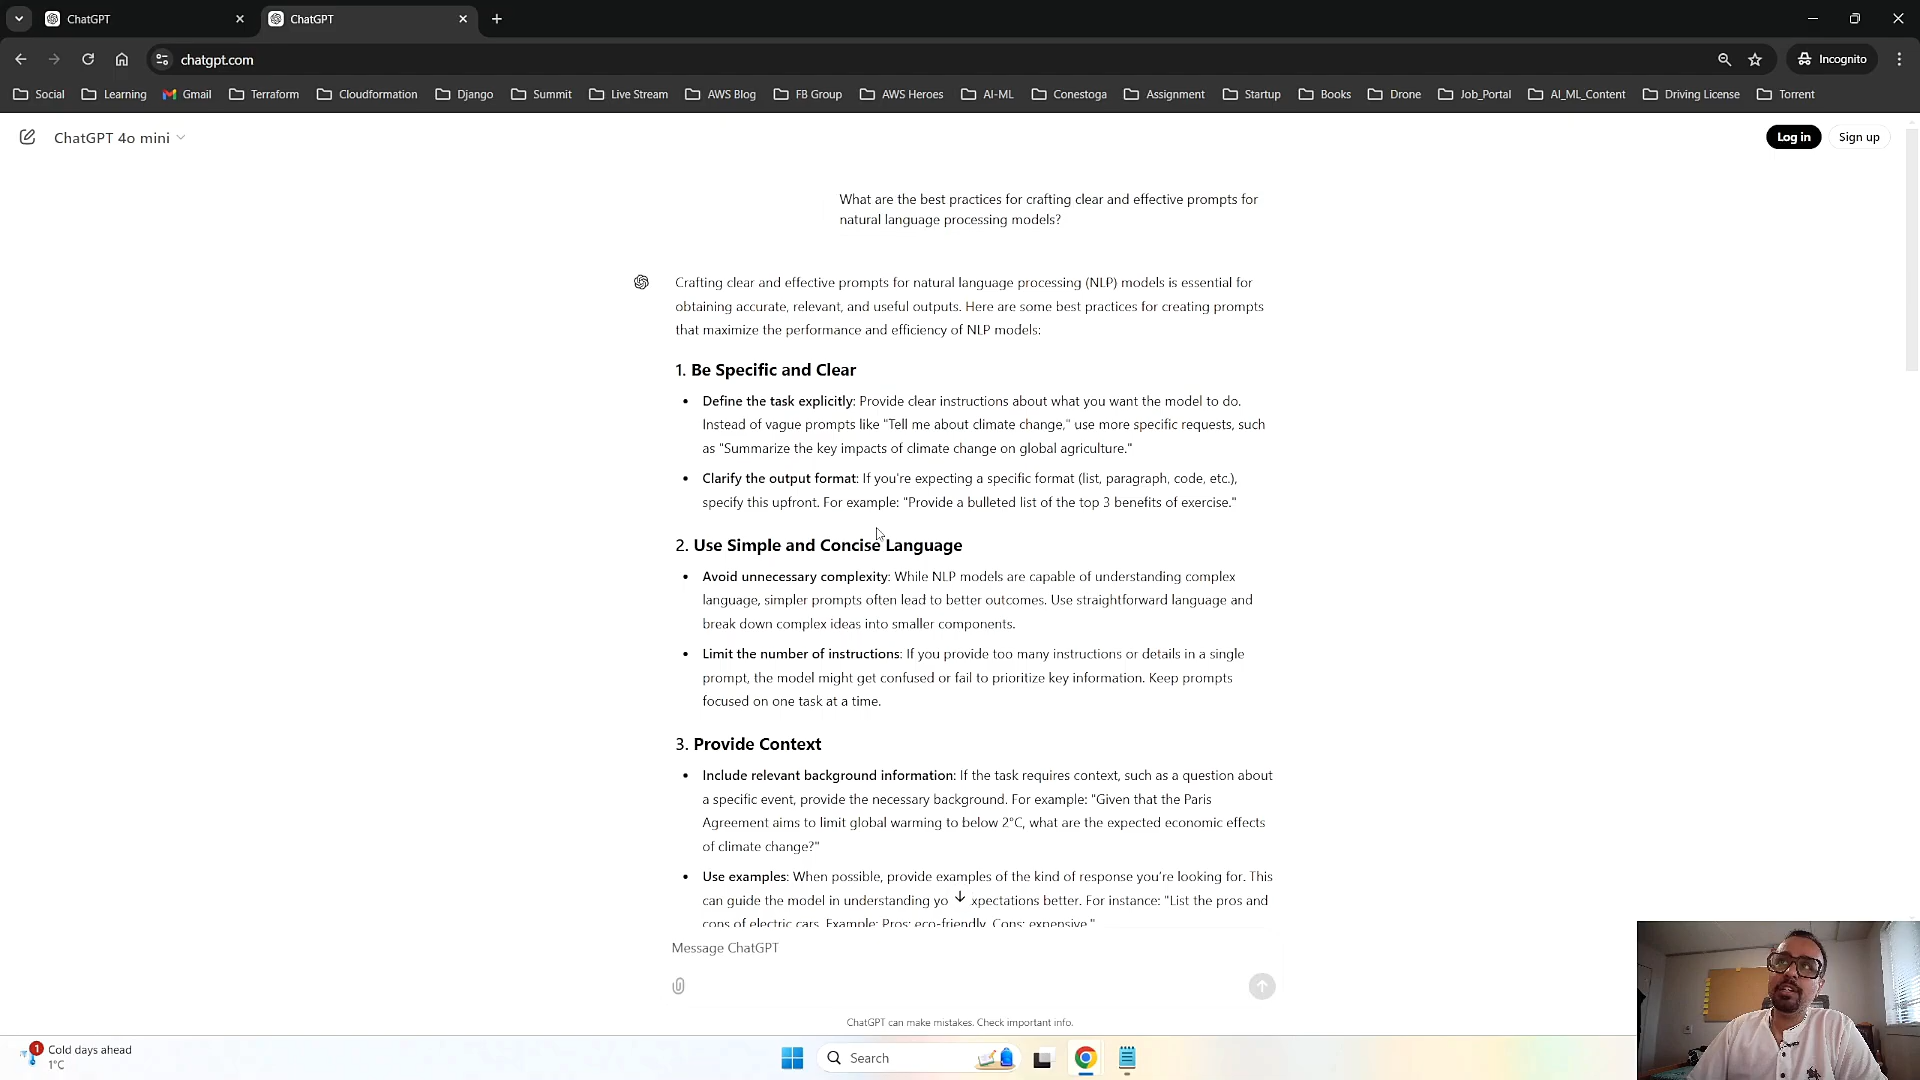 ChatGPT
ChatGPT
chatgpt.com
Incognito
Social
Learning
Gmail
Terraform
Cloudformation
Django
Summit
Live Stream
AWS Blog
FB Group
AWS Heroes
AI-ML
Conestoga
Assignment
Startup
Books
Drone
Job_Portal
AI_ML_Content
Driving License
Torrent
ChatGPT 4o mini
Log in
Sign up
What are the best practices for crafting clear and effective prompts for
natural language processing models?
Crafting clear and effective prompts for natural language processing (NLP) models is essential for
obtaining accurate, relevant, and useful outputs. Here are some best practices for creating prompts
that maximize the performance and efficiency of NLP models:
1. Be Specific and Clear
• Define the task explicitly: Provide clear instructions about what you want the model to do.
Instead of vague prompts like "Tell me about climate change," use more specific requests, such
as "Summarize the key impacts of climate change on global agriculture."
• Clarify the output format: If you're expecting a specific format (list, paragraph, code, etc.),
specify this upfront. For example: "Provide a bulleted list of the top 3 benefits of exercise."
2. Use Simple and Concise Language
• Avoid unnecessary complexity: While NLP models are capable of understanding complex
language, simpler prompts often lead to better outcomes. Use straightforward language and
break down complex ideas into smaller components.
• Limit the number of instructions: If you provide too many instructions or details in a single
prompt, the model might get confused or fail to prioritize key information. Keep prompts
focused on one task at a time.
3. Provide Context
• Include relevant background information: If the task requires context, such as a question about
a specific event, provide the necessary background. For example: "Given that the Paris
Agreement aims to limit global warming to below 2°C, what are the expected economic effects
of climate change?"
• Use examples: When possible, provide examples of the kind of response you're looking for. This
can guide the model in understanding yo xpectations better. For instance: "List the pros and
cons of electric cars. Example: Pros: eco-friendly, Cons: expensive."
Message ChatGPT
ChatGPT can make mistakes. Check important info.
1
Cold days ahead
1°C
Search